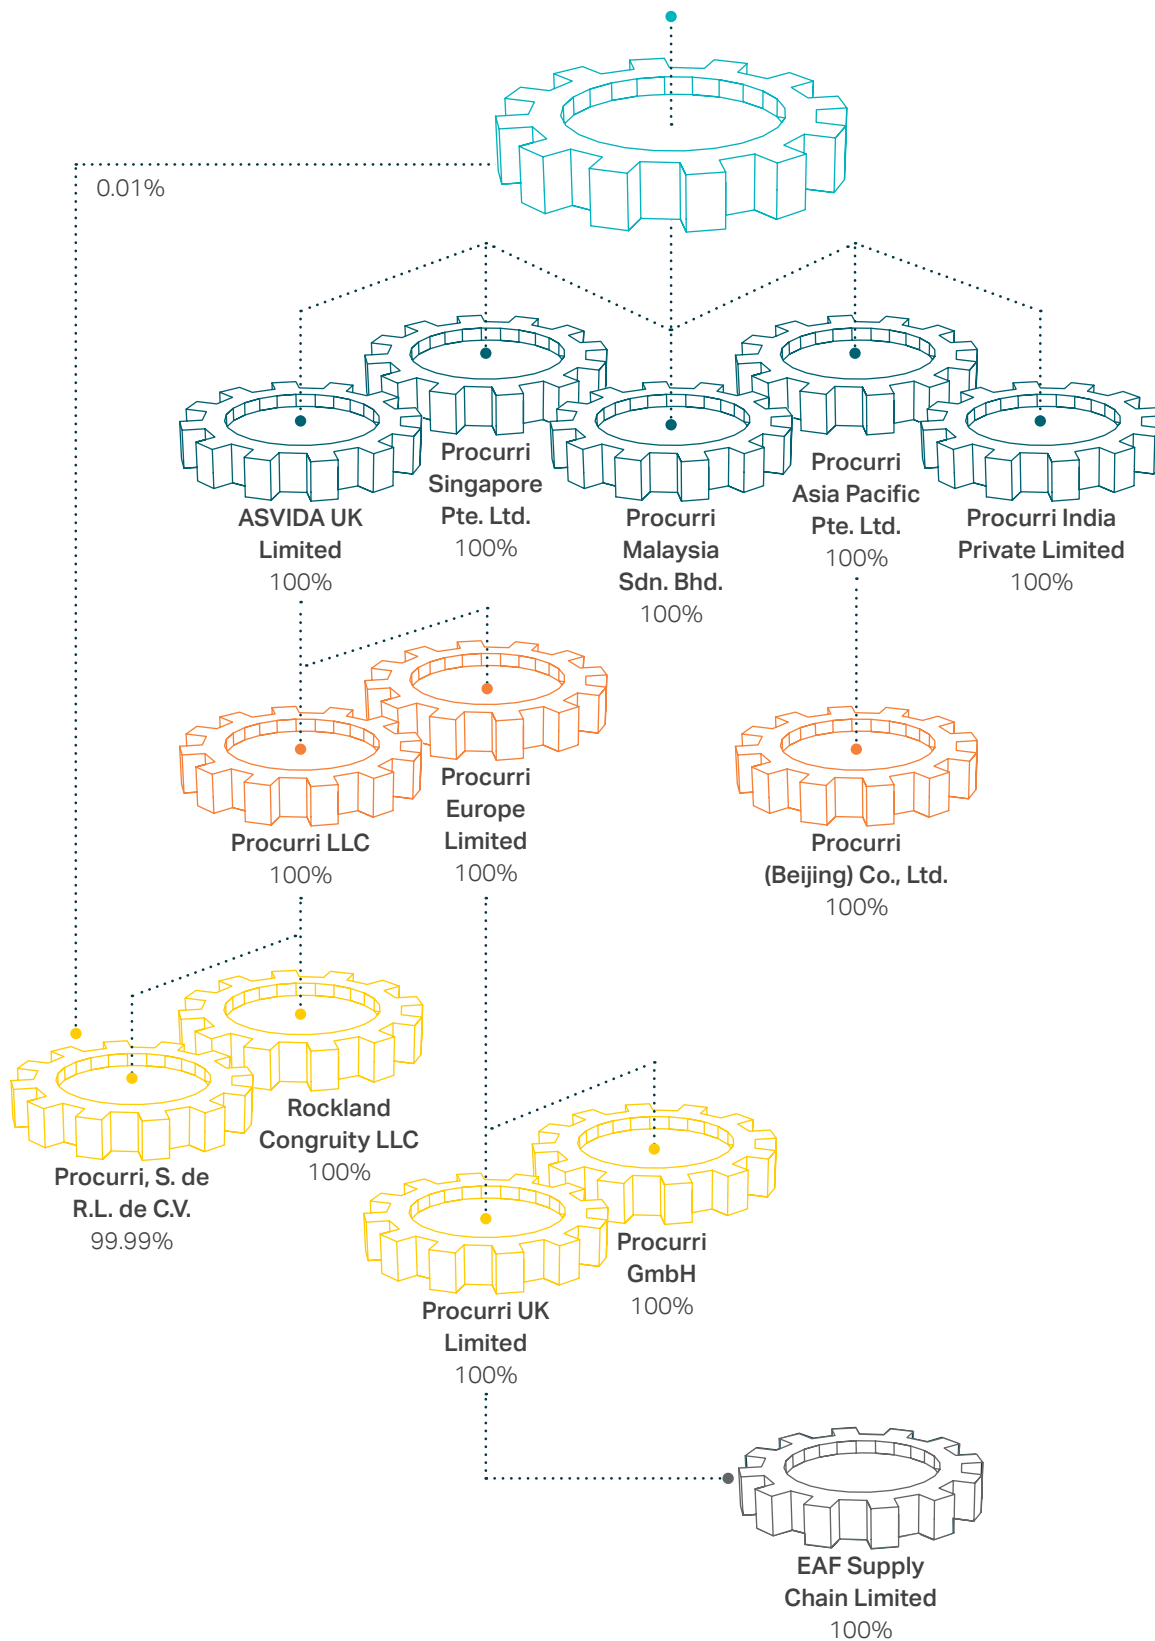 0.01%
Procurri
Singapore
Pte. Ltd.
100%
Procurri
Asia Pacific
Pte. Ltd.
100%
ASVIDA UK
Limited
100%
Procurri
Malaysia
Sdn. Bhd.
100%
Procurri India
Private Limited
100%
Procurri
Europe
Limited
100%
Procurri LLC
100%
Procurri
(Beijing) Co., Ltd.
100%
Rockland
Congruity LLC
100%
Procurri, S. de
R.L. de C.V.
99.99%
Procurri
GmbH
100%
Procurri UK
Limited
100%
EAF Supply
Chain Limited
100%